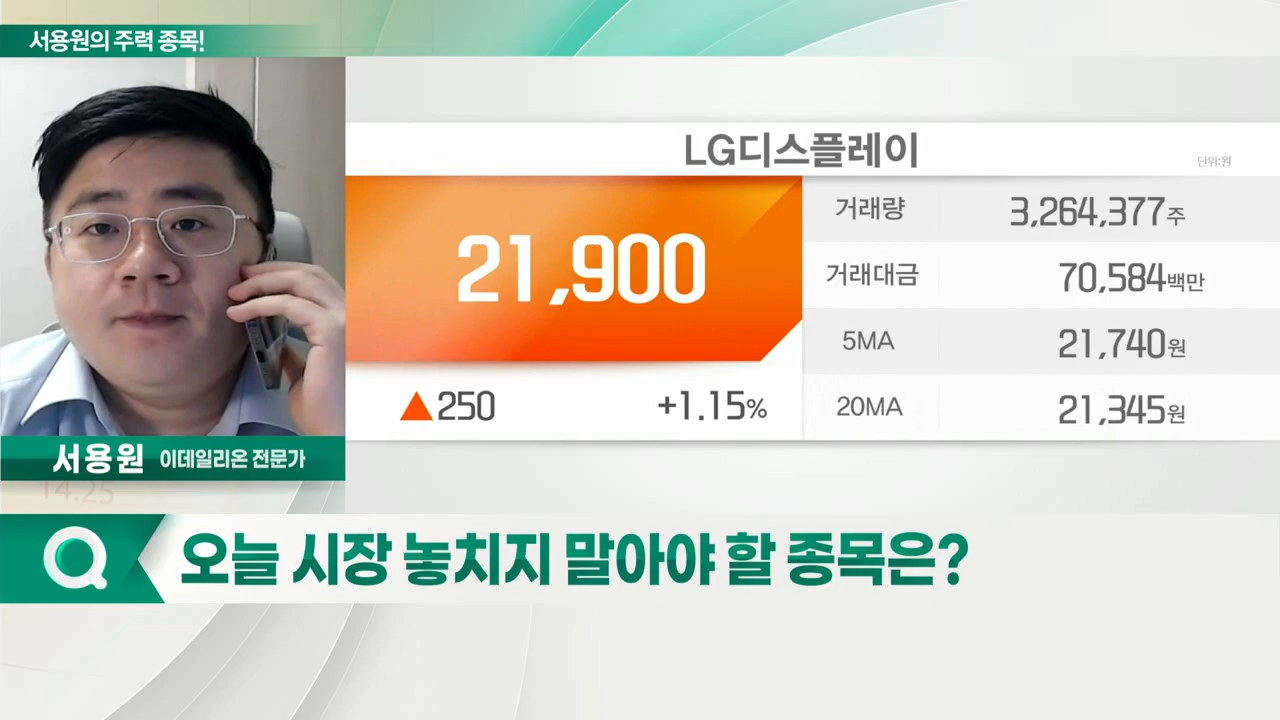 서용원의 주력 종목!
LG디스플레이
단위:원
21,900
▲250 +1.15%
거래량 3,264,377주
거래대금 70,584백만
5MA 21,740원
20MA 21,345원
서용원 이데일리온 전문가
14.25
Q 오늘 시장 놓치지 말아야 할 종목은?